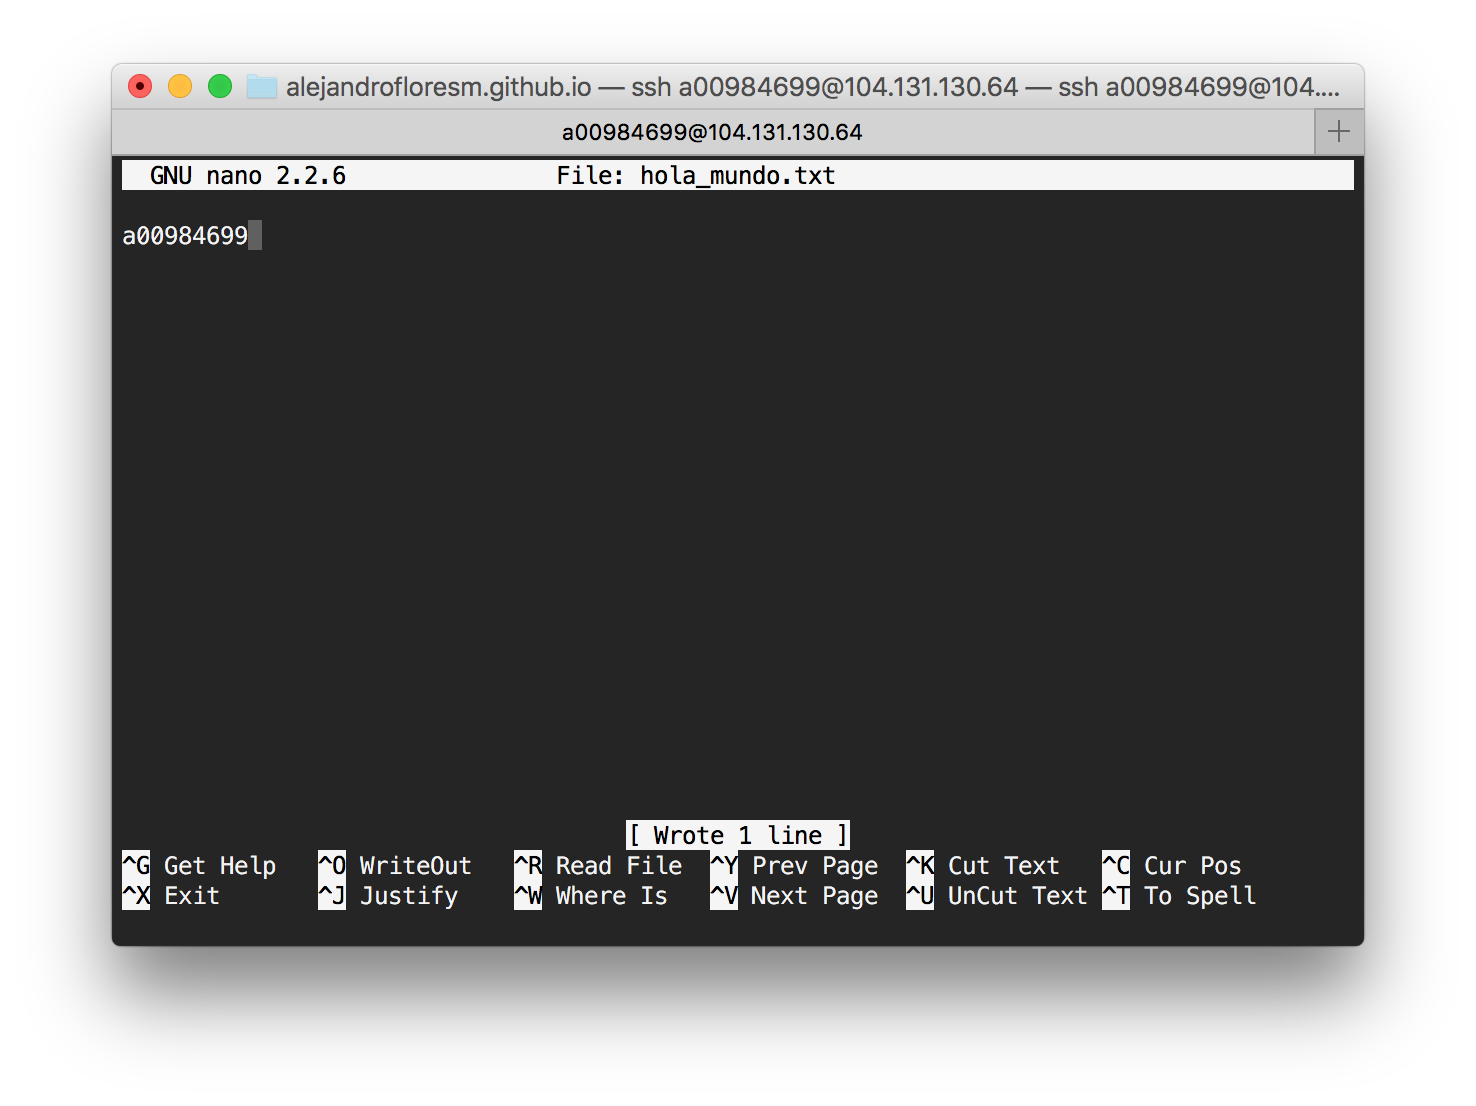 alejandrofloresm.github.io — ssh a00984699@104.131.130.64 — ssh a00984699@104....
a00984699@104.131.130.64
GNU nano 2.2.6 File: hola_mundo.txt
a00984699
[ Wrote 1 line ]
^G Get Help ^O WriteOut ^R Read File ^Y Prev Page ^K Cut Text ^C Cur Pos
^X Exit ^J Justify ^W Where Is ^V Next Page ^U UnCut Text ^T To Spell